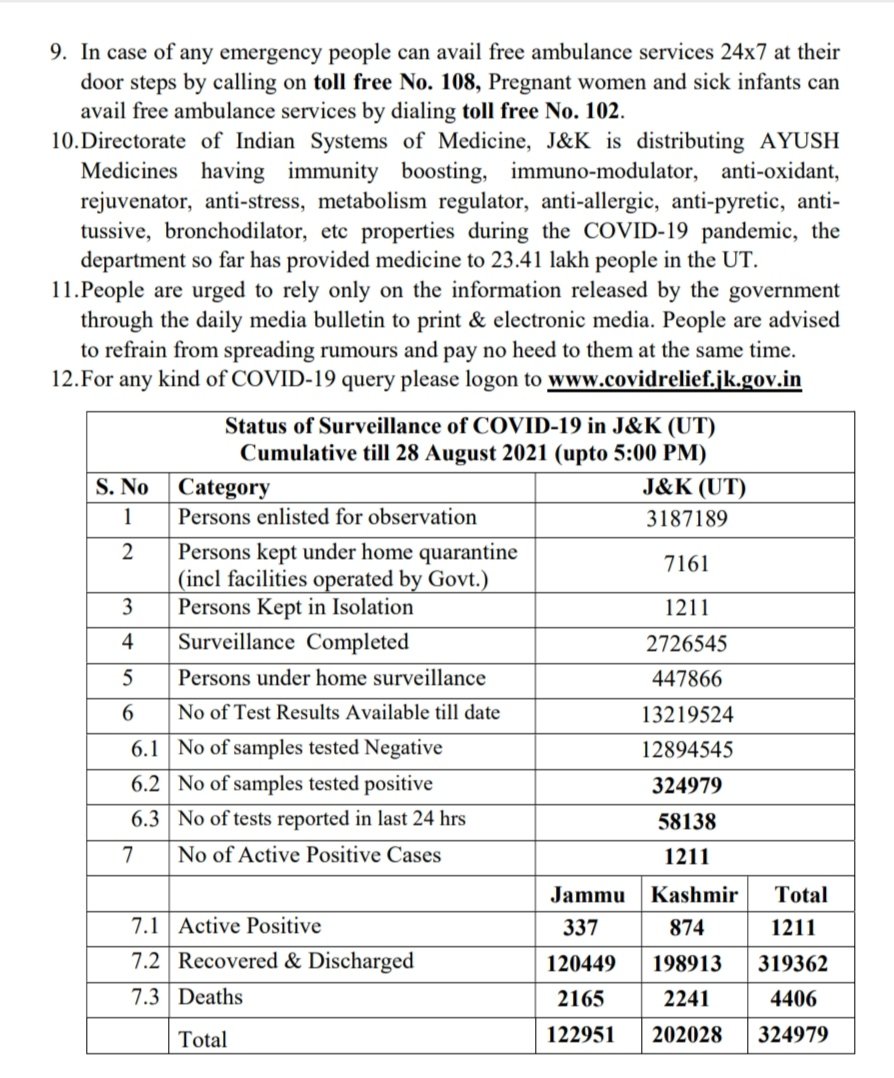 9. In case of any emergency people can avail free ambulance services 24x7 at their
door steps by calling on toll free No. 108, Pregnant women and sick infants can
avail free ambulance services by dialing toll free No. 102.
10.Directorate of Indian Systems of Medicine, J&K is distributing AYUSH
Medicines having immunity boosting, immuno-modulator, anti-oxidant,
rejuvenator, anti-stress, metabolism regulator, anti-allergic, anti-pyretic, anti-
tussive, bronchodilator, etc properties during the COVID-19 pandemic, the
department so far has provided medicine to 23.41 lakh people in the UT.
11.People are urged to rely only on the information released by the government
through the daily media bulletin to print & electronic media. People are advised
to refrain from spreading rumours and pay no heed to them at the same time.
12.For any kind of COVID-19 query please logon to www.covidrelief.jk.gov.in
Status of Surveillance of COVID-19 in J&K (UT)
Cumulative till 28 August 2021 (upto 5:00 PM)
S. No Category J&K (UT)
1 Persons enlisted for observation 3187189
2 Persons kept under home quarantine
(incl facilities operated by Govt.) 7161
3 Persons Kept in Isolation 1211
4 Surveillance Completed 2726545
5 Persons under home surveillance 447866
6 No of Test Results Available till date 13219524
6.1 No of samples tested Negative 12894545
6.2 No of samples tested positive 324979
6.3 No of tests reported in last 24 hrs 58138
7 No of Active Positive Cases 1211
Jammu Kashmir Total
7.1 Active Positive 337 874 1211
7.2 Recovered & Discharged 120449 198913 319362
7.3 Deaths 2165 2241 4406
Total 122951 202028 324979